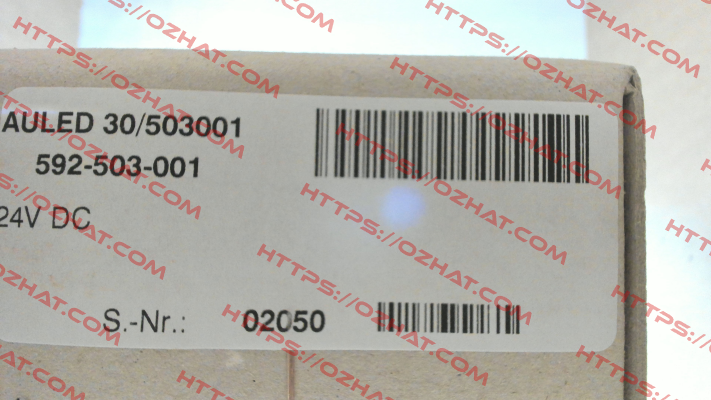 AULED 30/503001
592-503-001
24V DC
S.-Nr.: 02050
HTTPS://OZHAT.COM